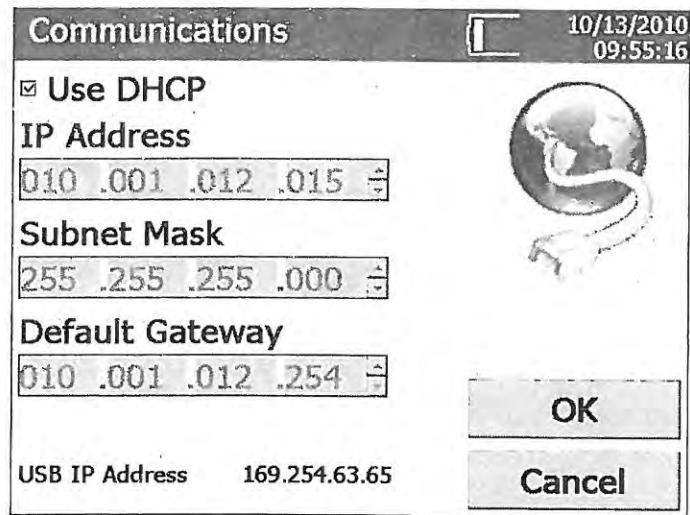 Communications
10/13/2010
09:55:16
Use DHCP
IP Address
010 .001 .012 .015
Subnet Mask
255 .255 .255 .000
Default Gateway
010 .001 .012 .254
OK
USB IP Address 169.254.63.65
Cancel